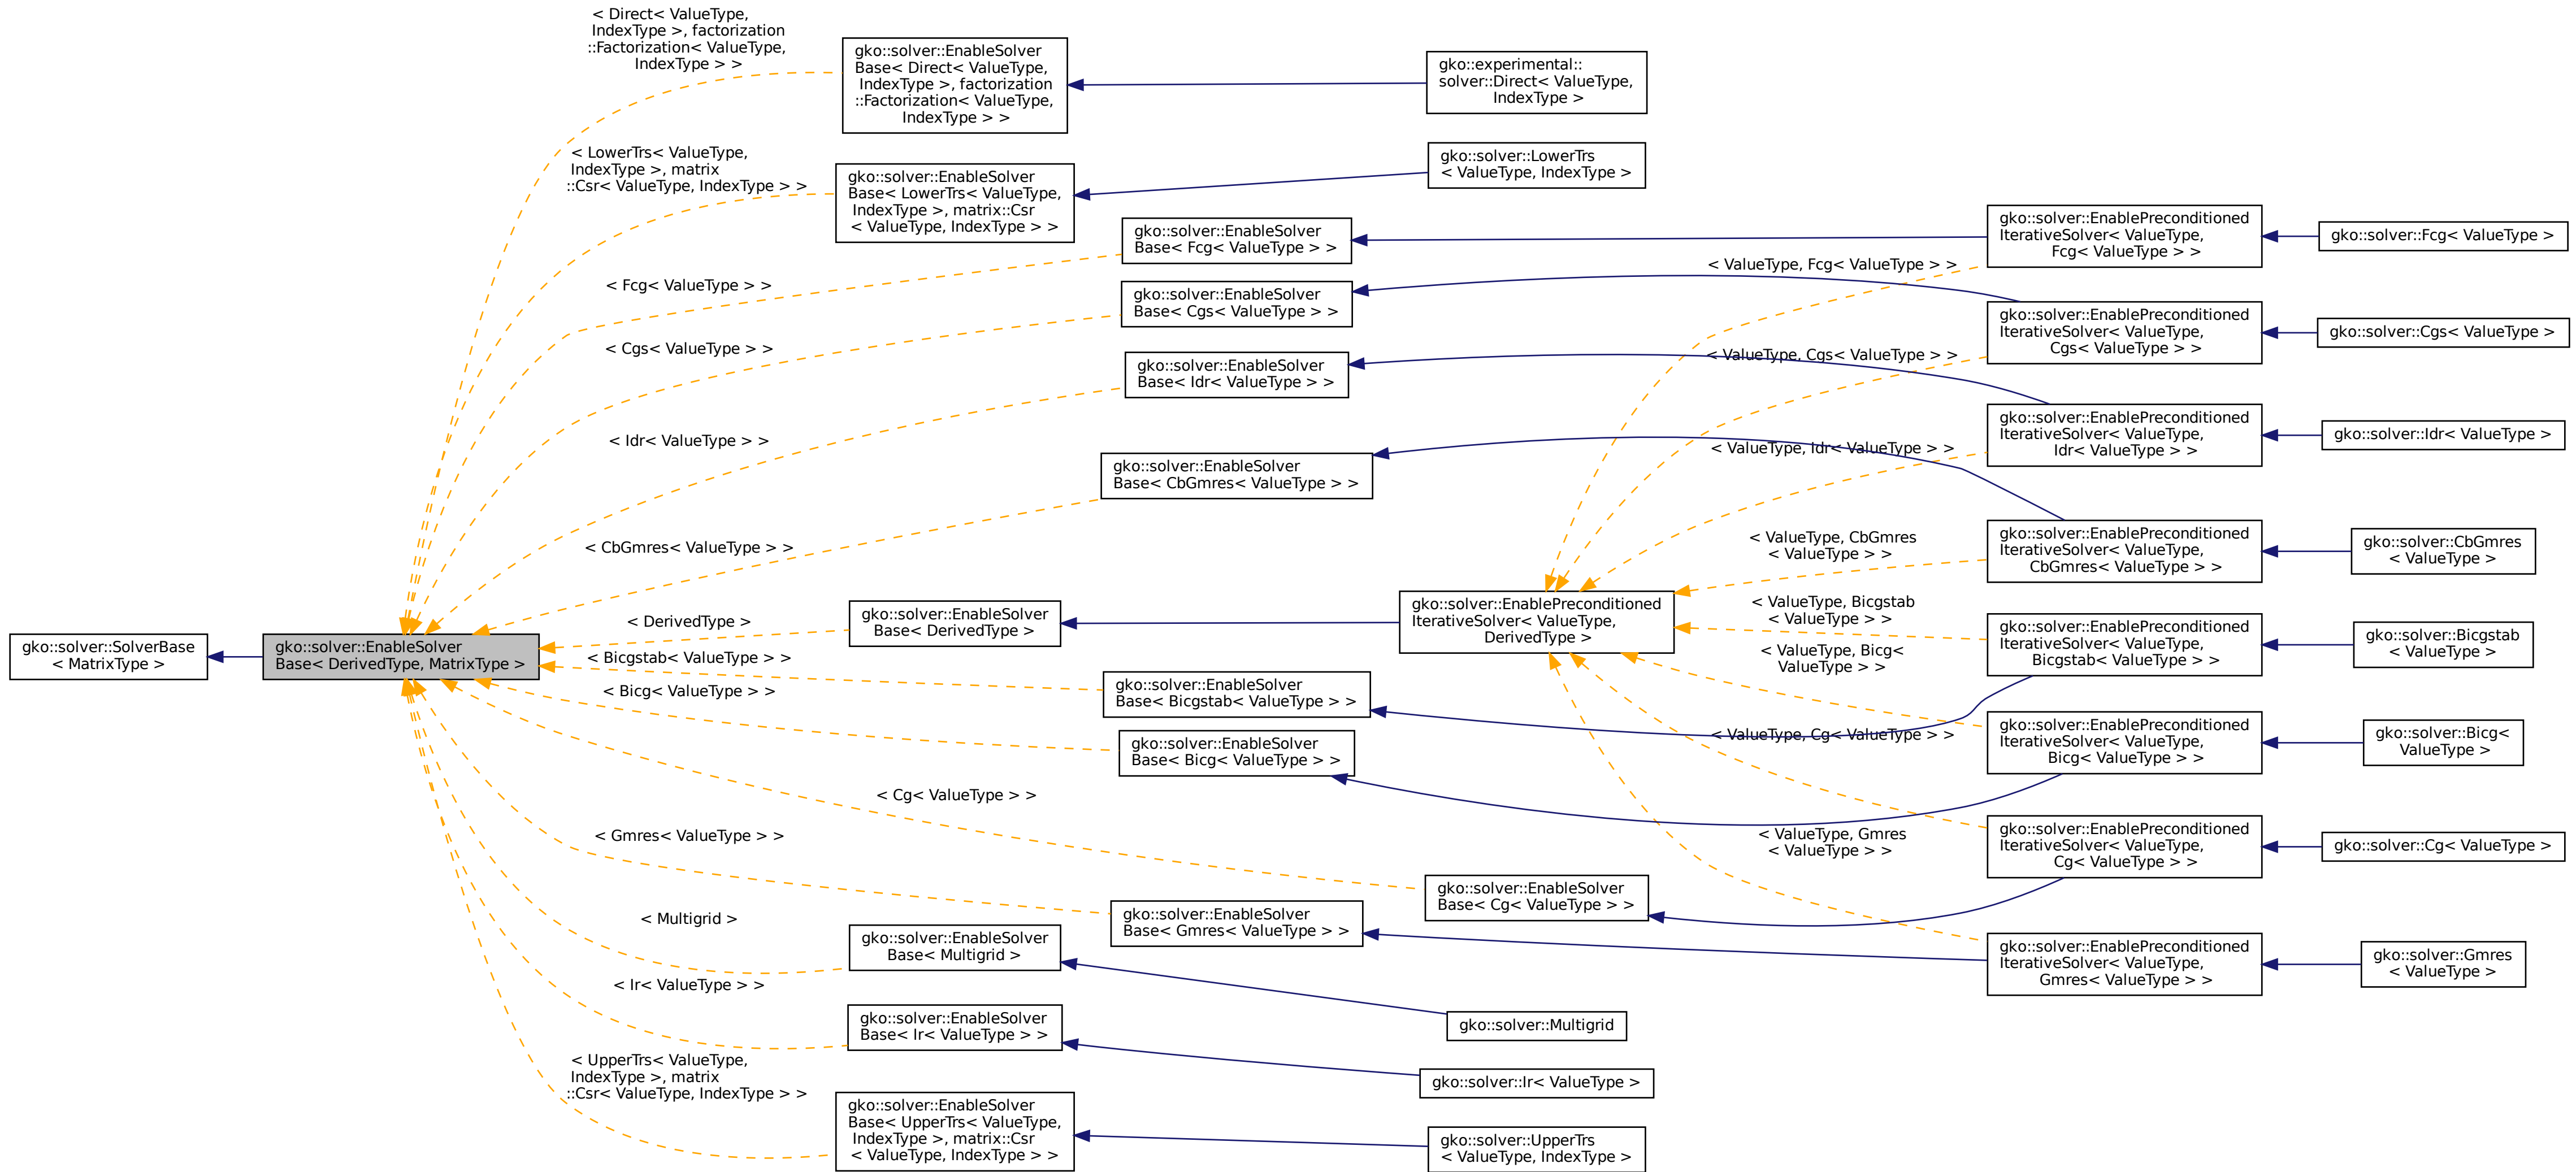 gko::solver::SolverBase
< MatrixType >
gko::solver::EnableSolver
Base< DerivedType, MatrixType >
< Direct< ValueType,
IndexType >, factorization
::Factorization< ValueType,
IndexType > >
< LowerTrs< ValueType,
IndexType >, matrix
::Csr< ValueType, IndexType > >
< Fcg< ValueType > >
< Cgs< ValueType > >
< Idr< ValueType > >
< CbGmres< ValueType > >
< DerivedType >
< Bicgstab< ValueType > >
< Bicg< ValueType > >
< Cg< ValueType > >
< Gmres< ValueType > >
< Multigrid >
< Ir< ValueType > >
< UpperTrs< ValueType,
IndexType >, matrix
::Csr< ValueType, IndexType > >
gko::solver::EnableSolver
Base< Direct< ValueType,
IndexType >, factorization
::Factorization< ValueType,
IndexType > >
gko::solver::EnableSolver
Base< LowerTrs< ValueType,
IndexType >, matrix::Csr
< ValueType, IndexType > >
gko::solver::EnableSolver
Base< Fcg< ValueType > >
gko::solver::EnableSolver
Base< Cgs< ValueType > >
gko::solver::EnableSolver
Base< Idr< ValueType > >
gko::solver::EnableSolver
Base< CbGmres< ValueType > >
gko::solver::EnableSolver
Base< DerivedType >
gko::solver::EnableSolver
Base< Bicgstab< ValueType > >
gko::solver::EnableSolver
Base< Bicg< ValueType > >
gko::solver::EnableSolver
Base< Cg< ValueType > >
gko::solver::EnableSolver
Base< Gmres< ValueType > >
gko::solver::EnableSolver
Base< Multigrid >
gko::solver::EnableSolver
Base< Ir< ValueType > >
gko::solver::EnableSolver
Base< UpperTrs< ValueType,
IndexType >, matrix::Csr
< ValueType, IndexType > >
gko::experimental::
solver::Direct< ValueType,
IndexType >
gko::solver::LowerTrs
< ValueType, IndexType >
gko::solver::EnablePreconditioned
IterativeSolver< ValueType,
DerivedType >
gko::solver::Multigrid
gko::solver::Ir< ValueType >
gko::solver::UpperTrs
< ValueType, IndexType >
< ValueType, Fcg< ValueType > >
< ValueType, Cgs< ValueType > >
< ValueType, Idr< ValueType > >
< ValueType, CbGmres
< ValueType > >
< ValueType, Bicgstab
< ValueType > >
< ValueType, Bicg<
ValueType > >
< ValueType, Cg< ValueType > >
< ValueType, Gmres
< ValueType > >
gko::solver::EnablePreconditioned
IterativeSolver< ValueType,
Fcg< ValueType > >
gko::solver::EnablePreconditioned
IterativeSolver< ValueType,
Cgs< ValueType > >
gko::solver::EnablePreconditioned
IterativeSolver< ValueType,
Idr< ValueType > >
gko::solver::EnablePreconditioned
IterativeSolver< ValueType,
CbGmres< ValueType > >
gko::solver::EnablePreconditioned
IterativeSolver< ValueType,
Bicgstab< ValueType > >
gko::solver::EnablePreconditioned
IterativeSolver< ValueType,
Bicg< ValueType > >
gko::solver::EnablePreconditioned
IterativeSolver< ValueType,
Cg< ValueType > >
gko::solver::EnablePreconditioned
IterativeSolver< ValueType,
Gmres< ValueType > >
gko::solver::Fcg< ValueType >
gko::solver::Cgs< ValueType >
gko::solver::Idr< ValueType >
gko::solver::CbGmres
< ValueType >
gko::solver::Bicgstab
< ValueType >
gko::solver::Bicg<
ValueType >
gko::solver::Cg< ValueType >
gko::solver::Gmres
< ValueType >